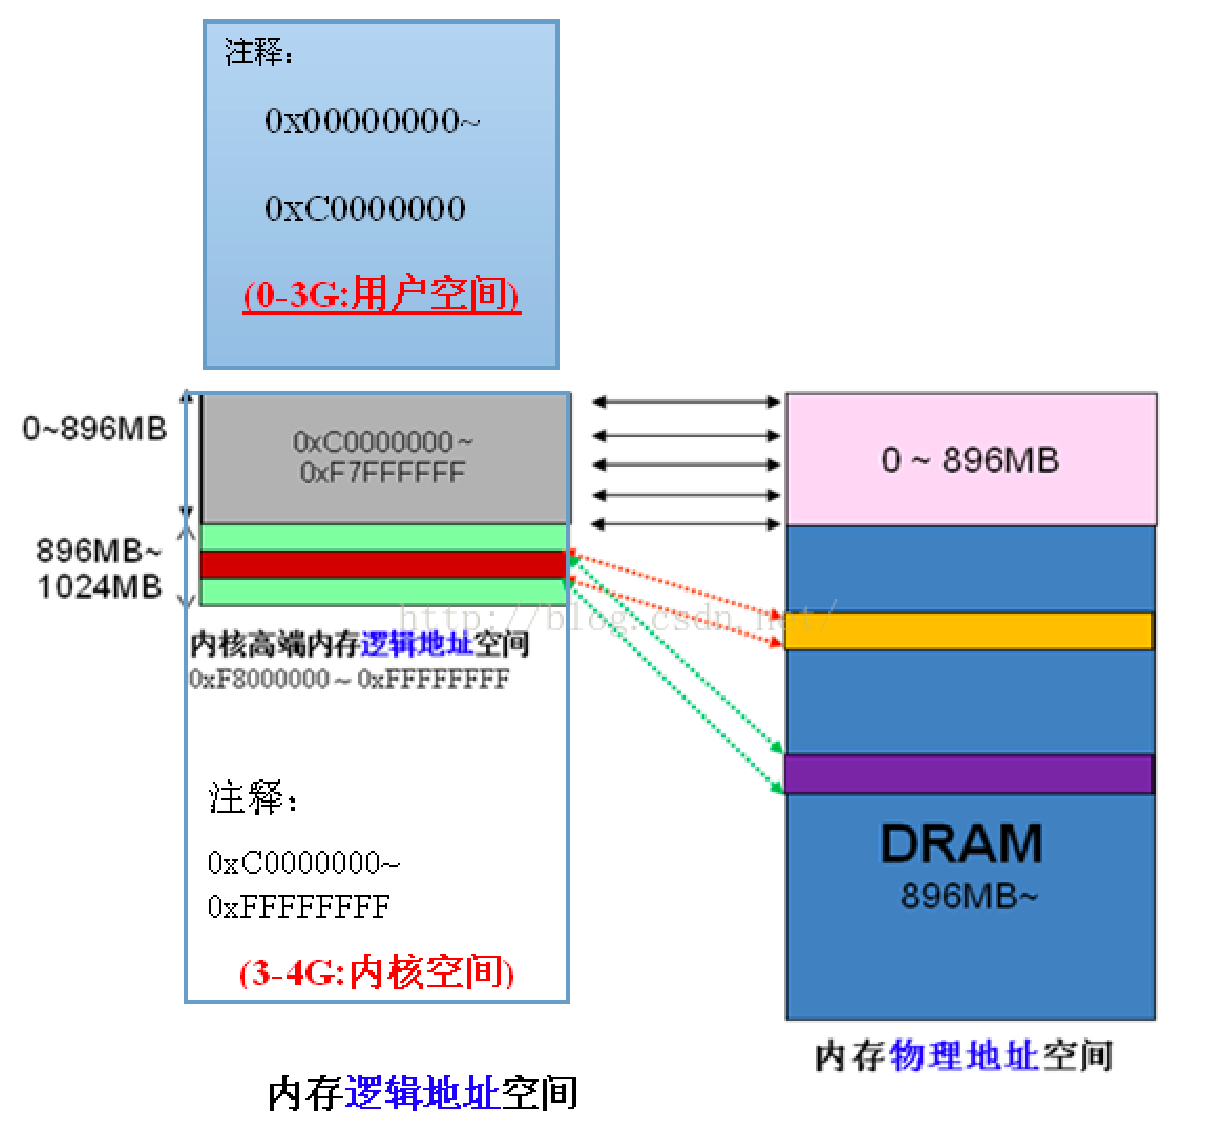 注释：
0x00000000~
0xC0000000
(0-3G:用户空间)
0~896MB
0xC0000000~
0xF7FFFFFF
0 ~ 896MB
896MB~
1024MB
http://blog.csdn.net/
内核高端内存逻辑地址空间
0xF8000000~0xFFFFFFFF
注释：
0xC0000000~
0xFFFFFFFF
(3-4G:内核空间)
DRAM
896MB~
内存物理地址空间
内存逻辑地址空间